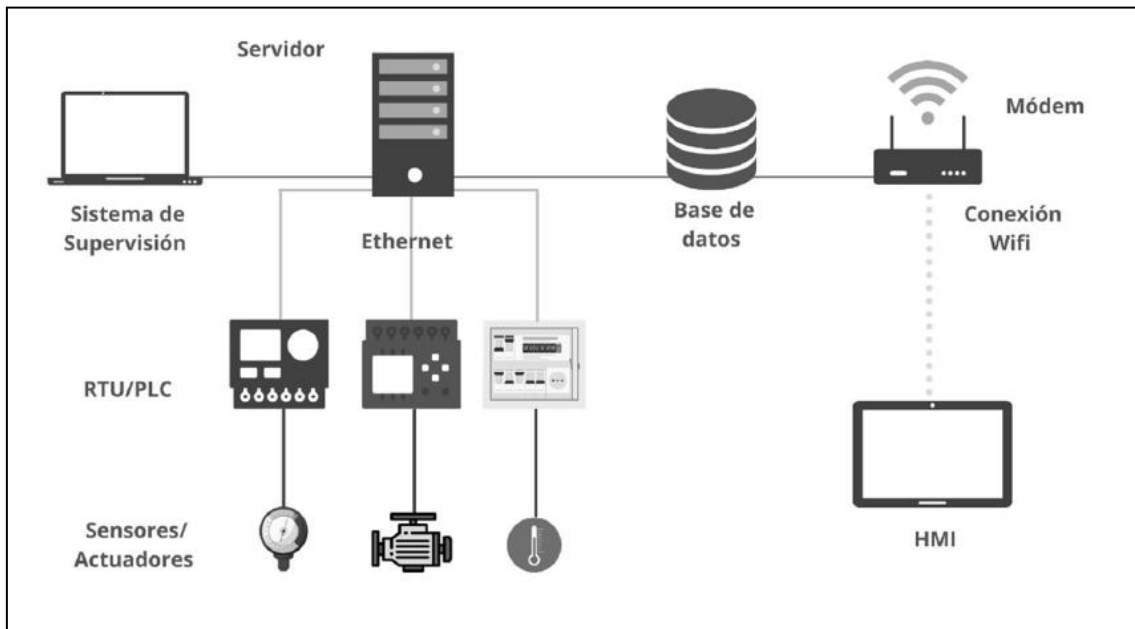 Servidor
Módem
Sistema de
Supervisión
Ethernet
Base de
datos
Conexión
Wifi
RTU/PLC
Sensores/
Actuadores
HMI